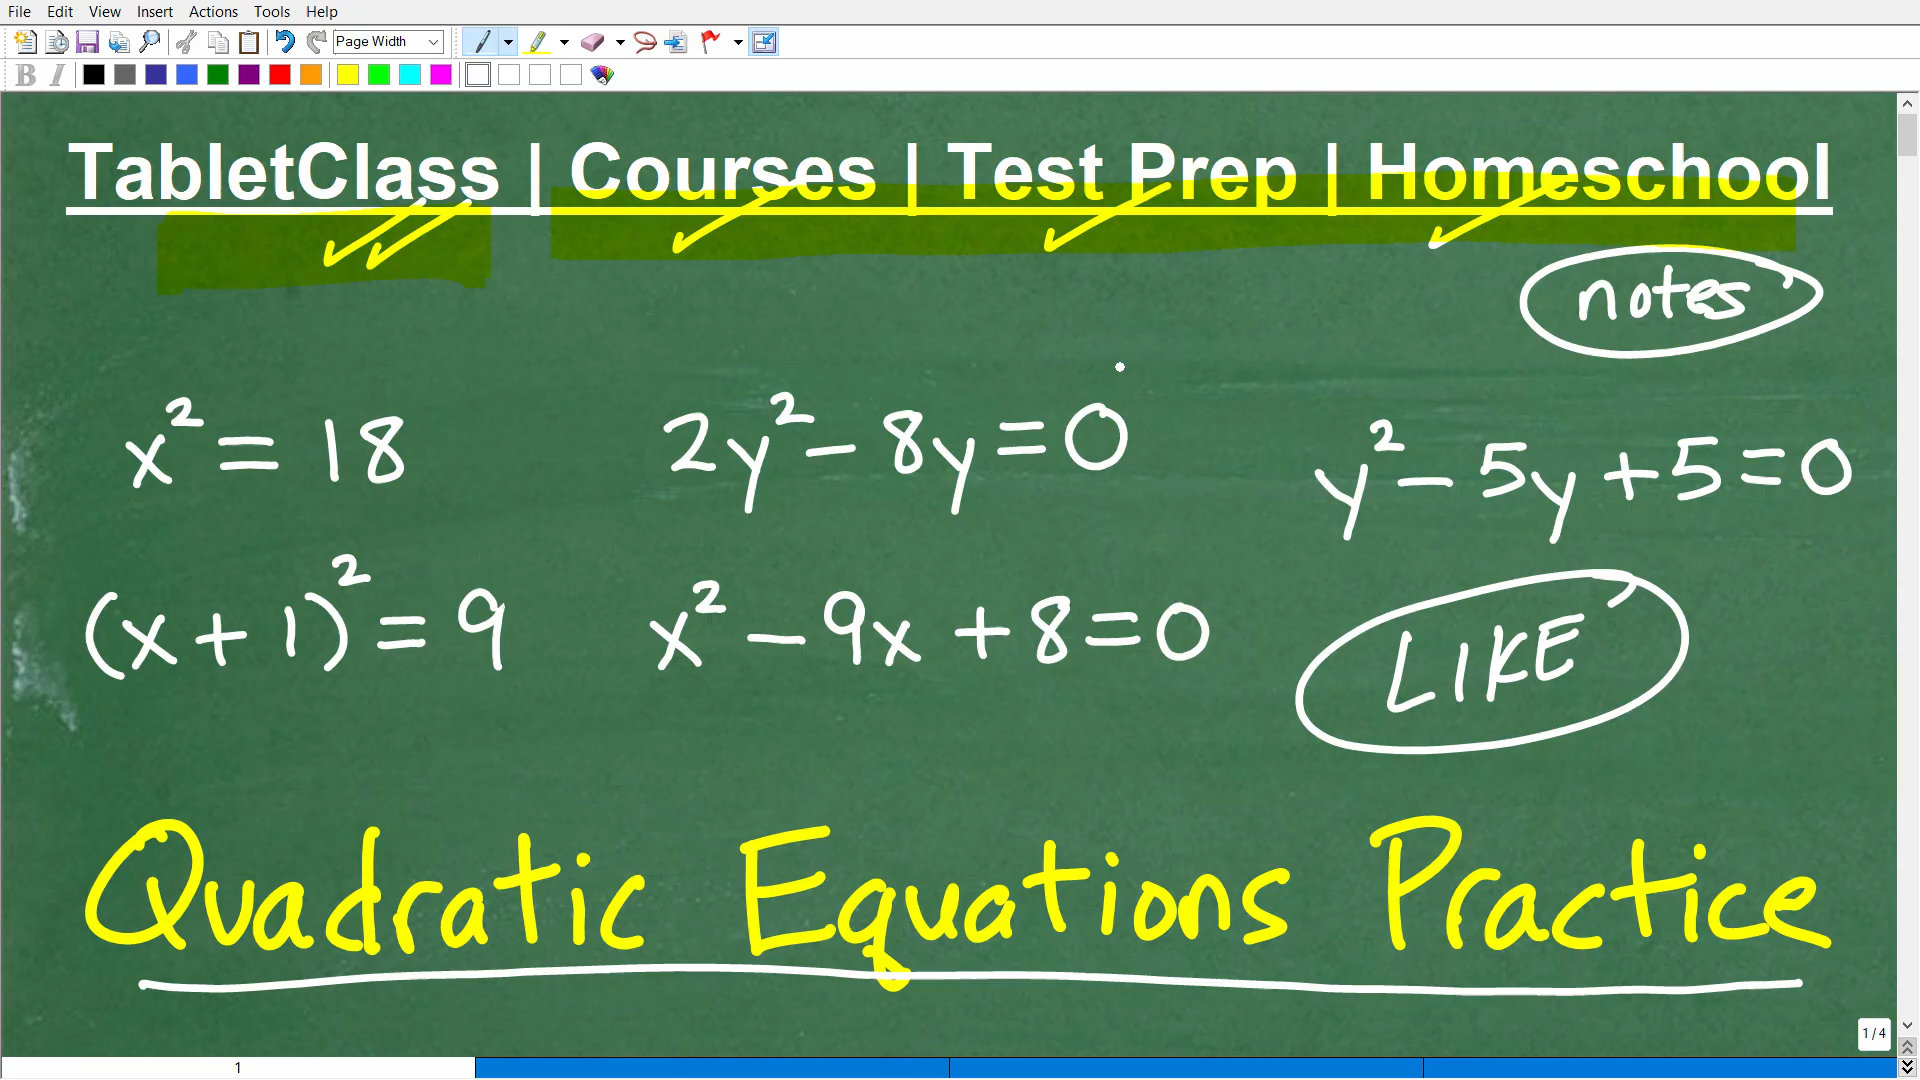 File Edit View Insert Actions Tools Help
Page Width
B I
TabletClass | Courses | Test Prep | Homeschool
notes
x² = 18
2y² - 8y = 0
y² - 5y + 5 = 0
(x + 1)² = 9
x² - 9x + 8 = 0
LIKE
Quadratic Equations Practice
1 / 4
1